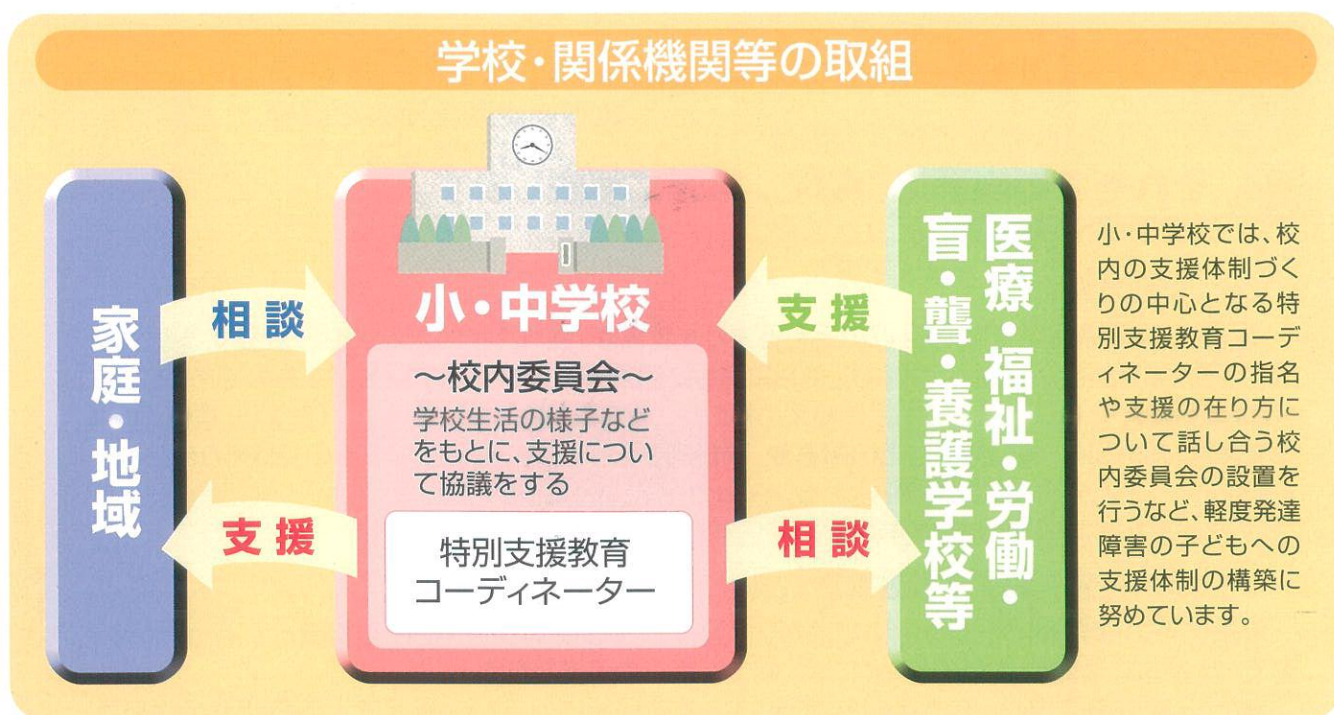 学校・関係機関等の取組
家庭・地域
相談
支援
小・中学校
～校内委員会～
学校生活の様子など
をもとに、支援につい
て協議をする
特別支援教育
コーディネーター
支援
相談
医療・福祉・労働・
盲・聾・養護学校等
小・中学校では、校
内の支援体制づく
りの中心となる特
別支援教育コーデ
ィネーターの指名
や支援の在り方に
ついて話し合う校
内委員会の設置を
行うなど、軽度発達
障害の子どもへの
支援体制の構築に
努めています。